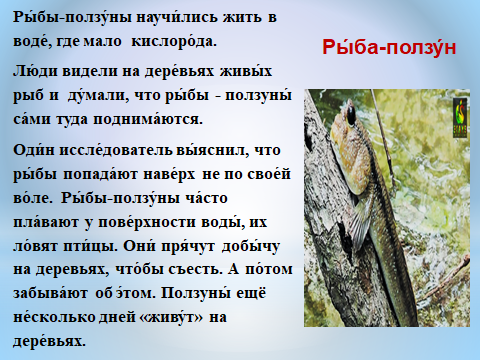 Ры́бы-ползу́ны научи́лись жить в
воде́, где мало кислоро́да.
Рыба-ползу́н
Лю́ди видели на дере́вьях живы́х
рыб и ду́мали, что ры́бы - ползуны́
са́ми туда поднима́ются.
Оди́н иссле́дователь вы́яснил, что
ры́бы попада́ют наве́рх не по свое́й
во́ле. Ры́бы-ползу́ны ча́сто
пла́вают у пове́рхности воды́, их
ло́вят пти́цы. Они́ пря́чут добы́чу
на деревьях, что́бы съесть. А по́том
забыва́ют об э́том. Ползуны́ ещё
не́сколько дней «живу́т» на
дере́вьях.